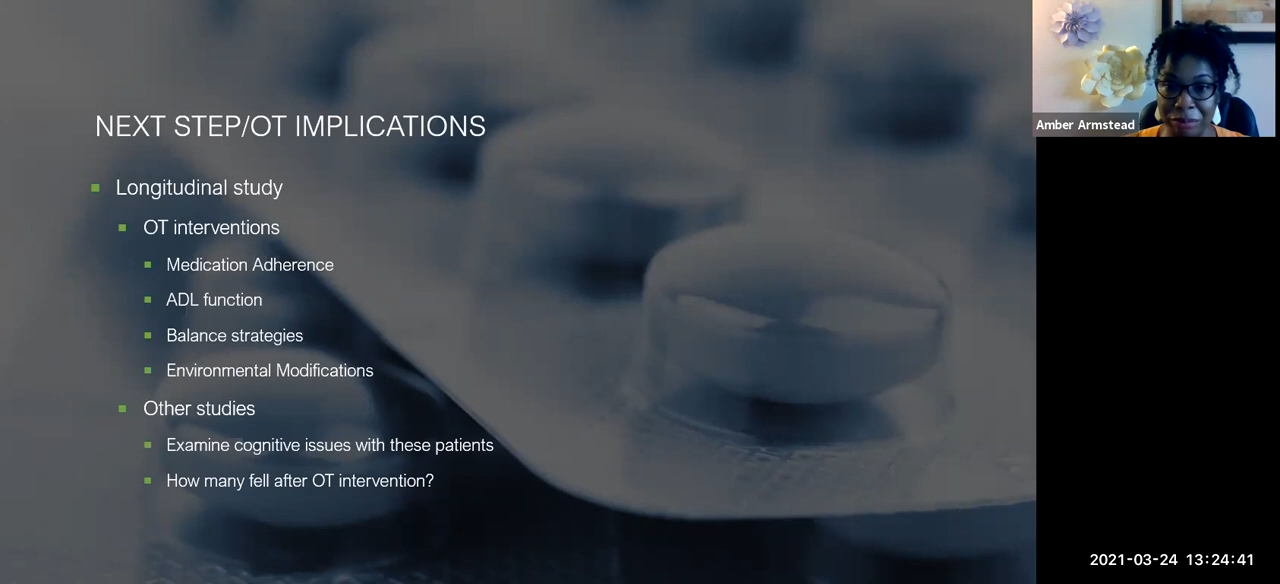 NEXT STEP/OT IMPLICATIONS
Longitudinal study
OT interventions
Medication Adherence
ADL function
Balance strategies
Environmental Modifications
Other studies
Examine cognitive issues with these patients
How many fell after OT intervention?
Amber Armstead
2021-03-24 13:24:41